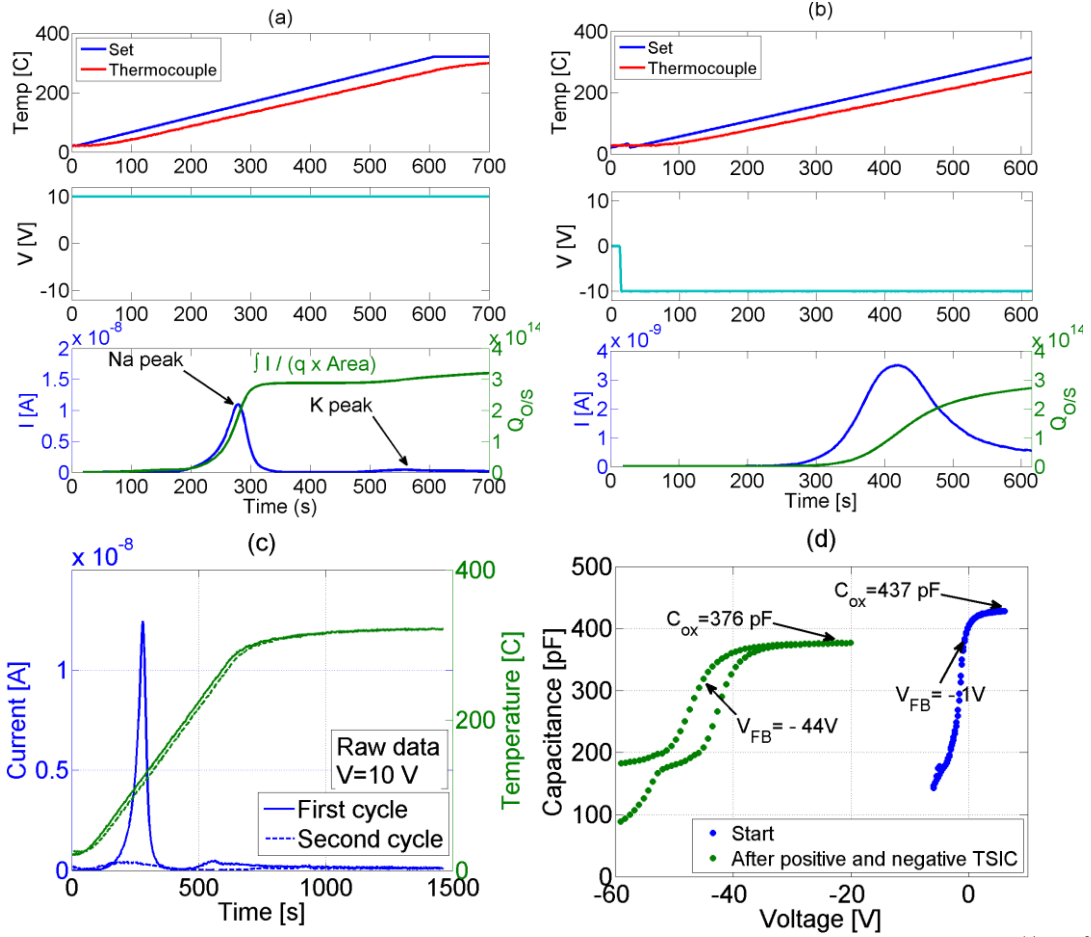 (a)
Temp [C]
400
200
0
Set
Thermocouple
0 100 200 300 400 500 600 700
V [V]
10
0
-10
0 100 200 300 400 500 600 700
x 10^-8
x 10^14
I [A]
2
1.5
1
0.5
0
Na peak
∫ I / (q x Area)
K peak
4
3
2
1
0
Q_O/S
0 100 200 300 400 500 600 700
Time (s)
(b)
Temp [C]
400
200
0
Set
Thermocouple
0 100 200 300 400 500 600
V [V]
10
0
-10
0 100 200 300 400 500 600
x 10^-9
x 10^14
I [A]
4
3
2
1
0
4
3
2
1
0
Q_O/S
0 100 200 300 400 500 600
Time [s]
(c)
x 10^-8
Current [A]
1
0.5
0
400
200
0
Temperature [C]
Raw data
V=10 V
First cycle
Second cycle
0 500 1000 1500
Time [s]
(d)
Capacitance [pF]
500
400
300
200
100
0
C_ox=376 pF
C_ox=437 pF
V_FB= - 44V
V_FB= - 1V
Start
After positive and negative TSIC
-60 -40 -20 0
Voltage [V]